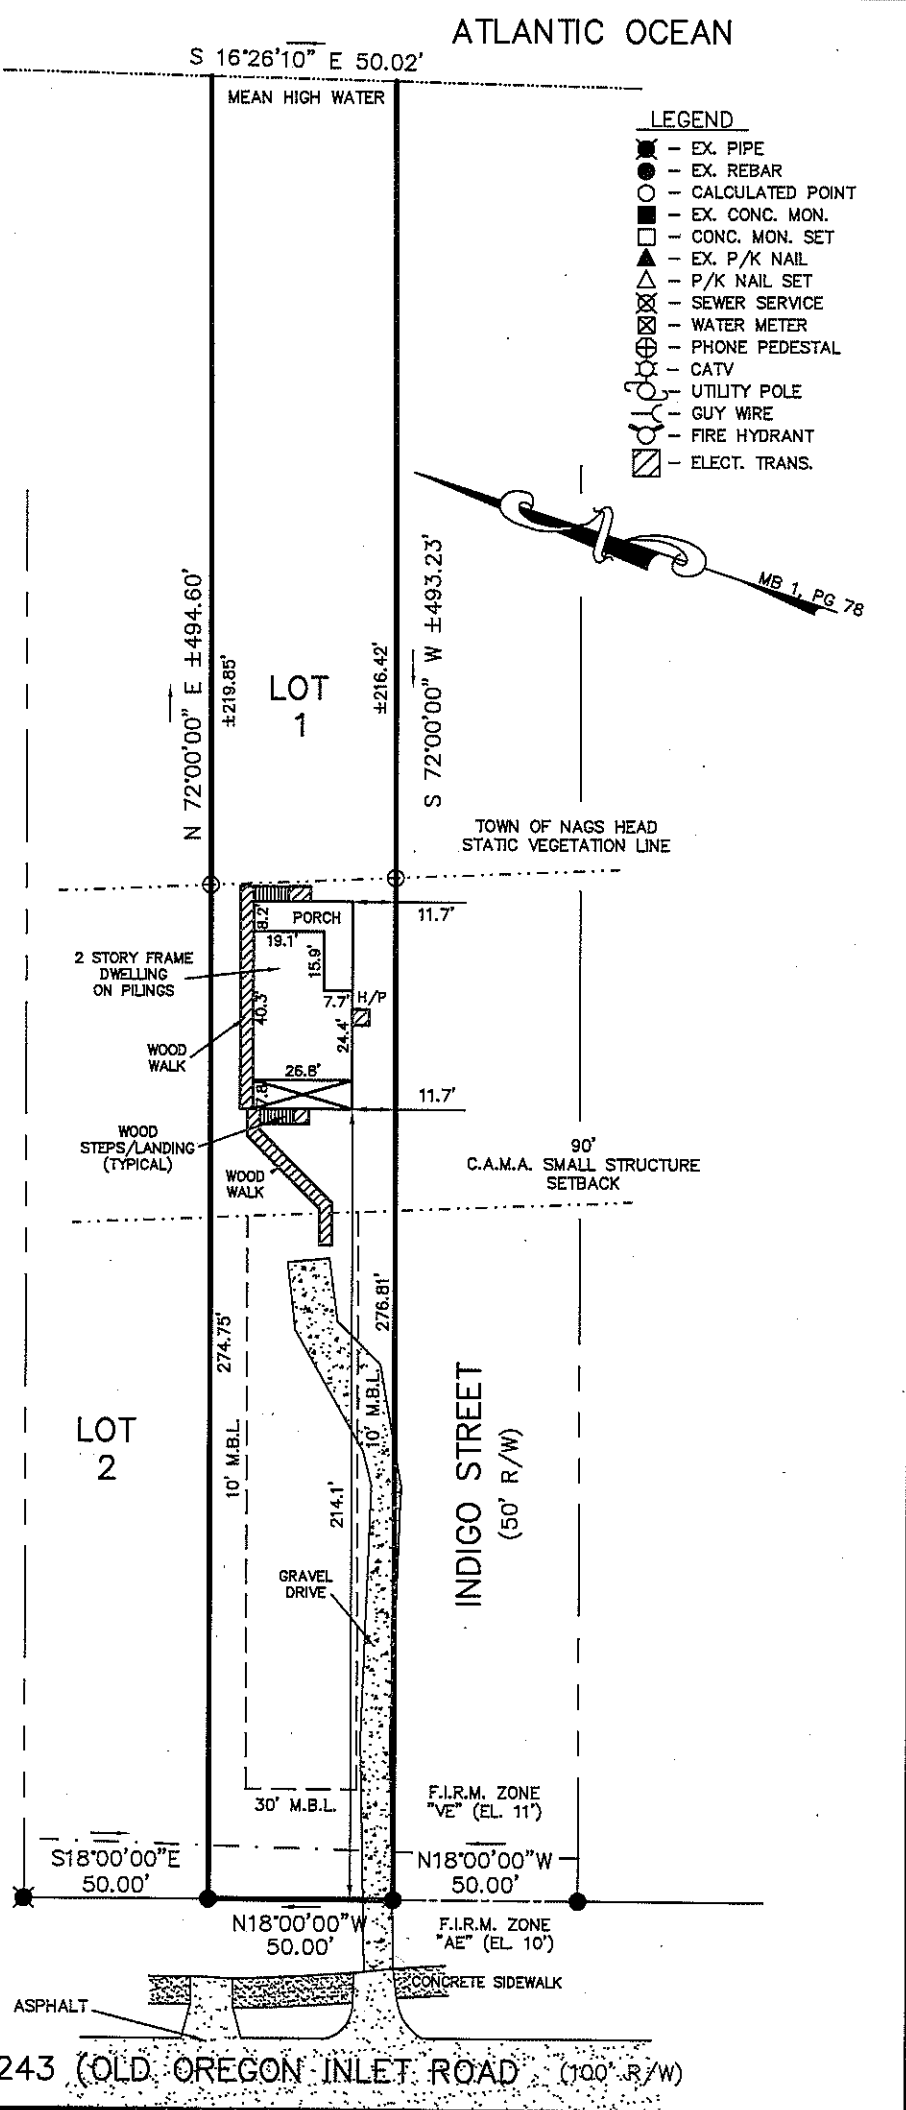 ATLANTIC OCEAN
S 16°26'10" E 50.02'
MEAN HIGH WATER
LEGEND
- EX. PIPE
- EX. REBAR
- CALCULATED POINT
- EX. CONC. MON.
- CONC. MON. SET
- EX. P/K NAIL
- P/K NAIL SET
- SEWER SERVICE
- WATER METER
- PHONE PEDESTAL
- CATV
- UTILITY POLE
- GUY WIRE
- FIRE HYDRANT
- ELECT. TRANS.
MB 1, PG 78
N 72°00'00" E ±494.60'
±219.85'
LOT
1
±216.42'
S 72°00'00" W ±493.23'
TOWN OF NAGS HEAD
STATIC VEGETATION LINE
8.2'
PORCH
11.7'
19.1'
15.9'
2 STORY FRAME
DWELLING
ON PILINGS
7.7'
H/P
40.3'
24.4'
WOOD
WALK
26.8'
7.8'
11.7'
WOOD
STEPS/LANDING
(TYPICAL)
WOOD
WALK
90'
C.A.M.A. SMALL STRUCTURE
SETBACK
274.75'
276.81'
10' M.B.L.
10' M.B.L.
214.1'
LOT
2
INDIGO STREET
(50' R/W)
GRAVEL
DRIVE
30' M.B.L.
F.I.R.M. ZONE
"VE" (EL. 11')
S18°00'00"E
50.00'
N18°00'00"W
50.00'
N18°00'00"W
50.00'
F.I.R.M. ZONE
"AE" (EL. 10')
CONCRETE SIDEWALK
ASPHALT
243 (OLD OREGON INLET ROAD (100' R/W)